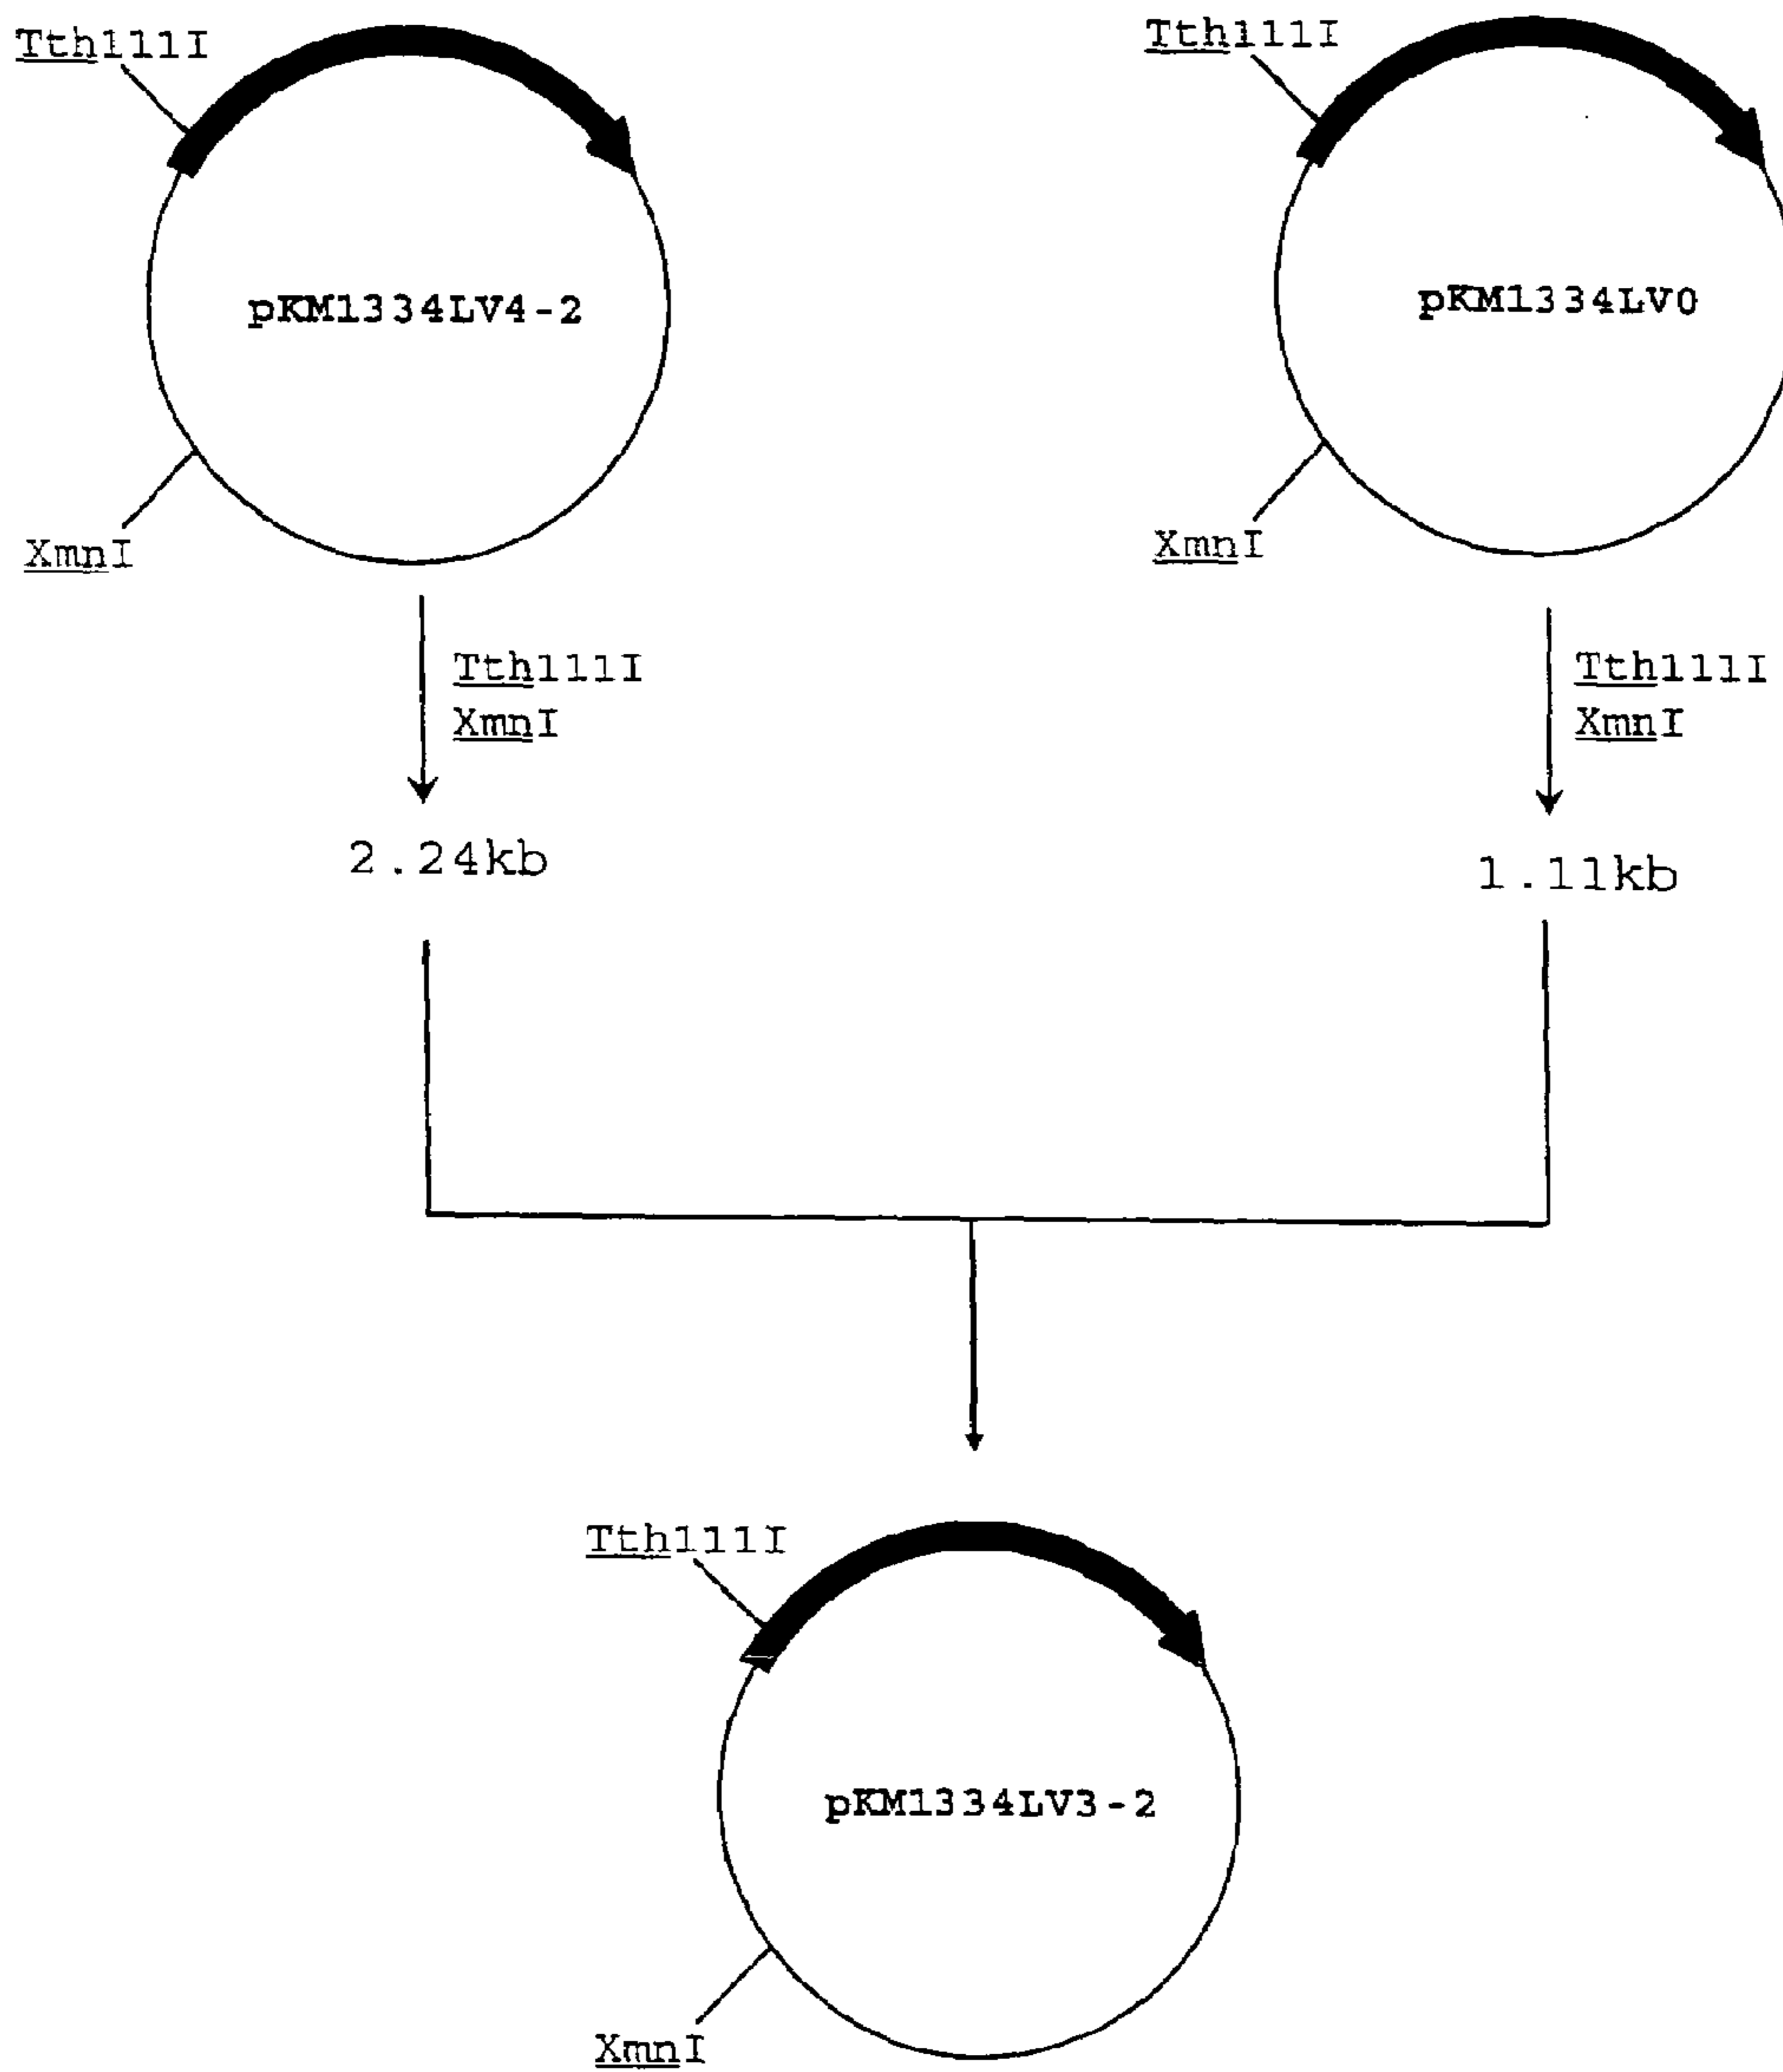 Tth111I
Tth111I
pKM1334LV4-2
pKM1334LV0
XmnI
XmnI
Tth111I
XmnI
Tth111I
XmnI
2.24kb
1.11kb
Tth111I
pKM1334LV3-2
XmnI